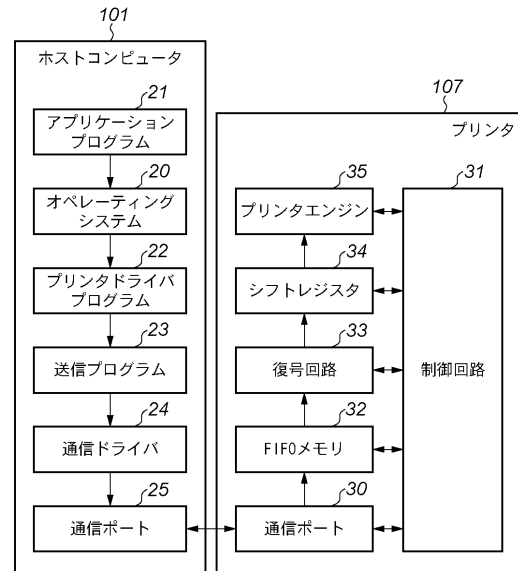 101
ホストコンピュータ
21
アプリケーション
プログラム
20
オペレーティング
システム
22
プリンタドライバ
プログラム
23
送信プログラム
24
通信ドライバ
25
通信ポート
107
プリンタ
35
プリンタエンジン
34
シフトレジスタ
33
復号回路
32
FIFOメモリ
30
通信ポート
31
制御回路